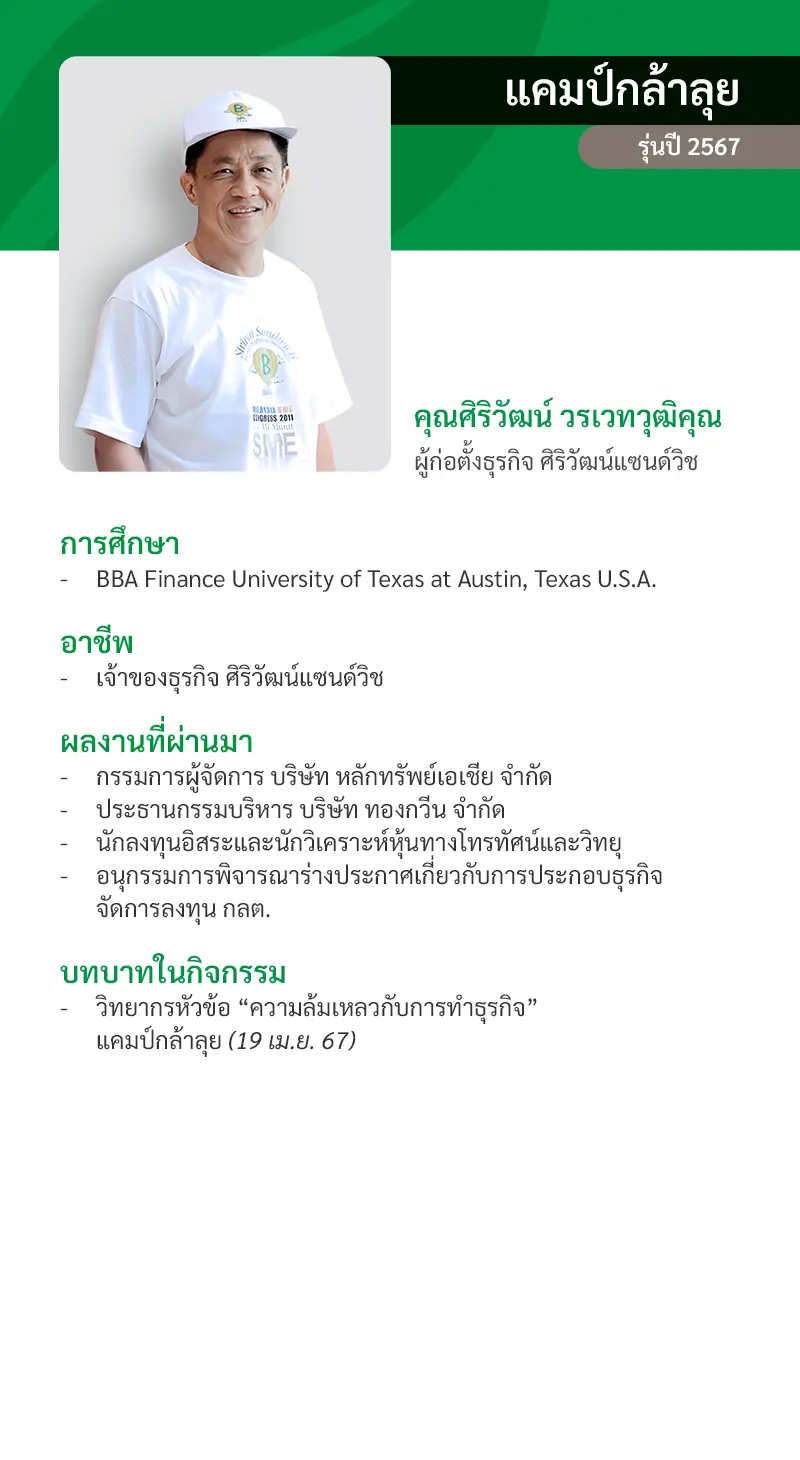 แคมป์กล้าลุย
รุ่นปี 2567
B
Sirivat Sandwich
B
CONGRESS 2011
SME
คุณศิริวัฒน์ วรเวทวุฒิคุณ
ผู้ก่อตั้งธุรกิจ ศิริวัฒน์แซนด์วิช
การศึกษา
- BBA Finance University of Texas at Austin, Texas U.S.A.
อาชีพ
- เจ้าของธุรกิจ ศิริวัฒน์แซนด์วิช
ผลงานที่ผ่านมา
- กรรมการผู้จัดการ บริษัท หลักทรัพย์เอเชีย จำกัด
- ประธานกรรมบริหาร บริษัท ทองกวีน จำกัด
- นักลงทุนอิสระและนักวิเคราะห์หุ้นทางโทรทัศน์และวิทยุ
- อนุกรรมการพิจารณาร่างประกาศเกี่ยวกับการประกอบธุรกิจ
จัดการลงทุน กลต.
บทบาทในกิจกรรม
- วิทยากรหัวข้อ “ความล้มเหลวกับการทำธุรกิจ”
แคมป์กล้าลุย (19 เม.ย. 67)